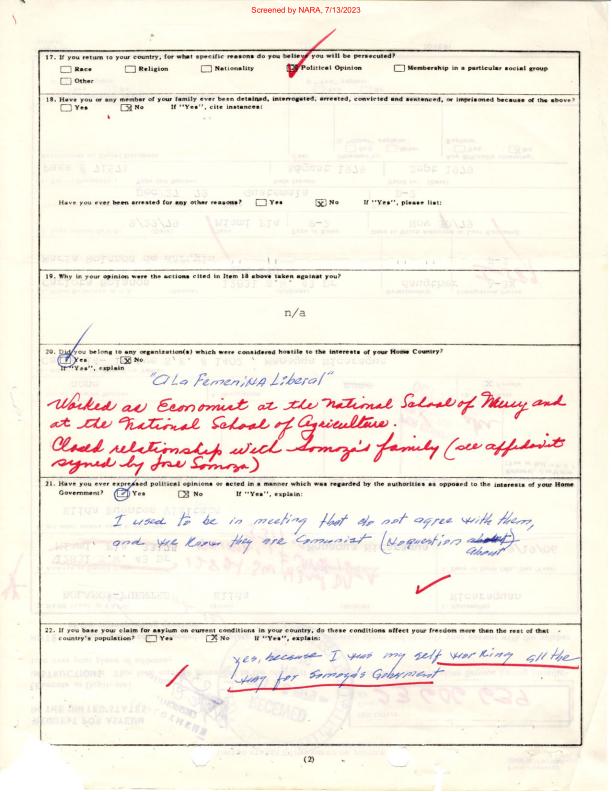 Screened by NARA, 7/13/2023
17. If you return to your country, for what specific reasons do you believe you will be persecuted?
Race Religion Nationality X Political Opinion Membership in a particular social group
Other
18. Have you or any member of your family ever been detained, interrogated, arrested, convicted and sentenced, or imprisoned because of the above?
Yes X No If "Yes", cite instances:
Have you ever been arrested for any other reasons? Yes X No If "Yes", please list:
19. Why in your opinion were the actions cited in Item 18 above taken against you?
n/a
20. Did you belong to any organization(s) which were considered hostile to the interests of your Home Country?
Yes X No
If "Yes", explain
"Ala Femenina Liberal"
Worked as Economist at the National School of Mercy and
at the National School of Agriculture.
Closed relationship with Somoza's family (see affidavit
signed by Jose Somoza)
21. Have you ever expressed political opinions or acted in a manner which was regarded by the authorities as opposed to the interests of your Home
Government? Yes X No If "Yes", explain:
I used to be in meeting that do not agree with them,
and we know they are Comunist (No question
about)
22. If you base your claim for asylum on current conditions in your country, do these conditions affect your freedom more than the rest of that
country's population? Yes X No If "Yes", explain:
yes, because I was my self working all the
way for Somoza's Goverment
(2)